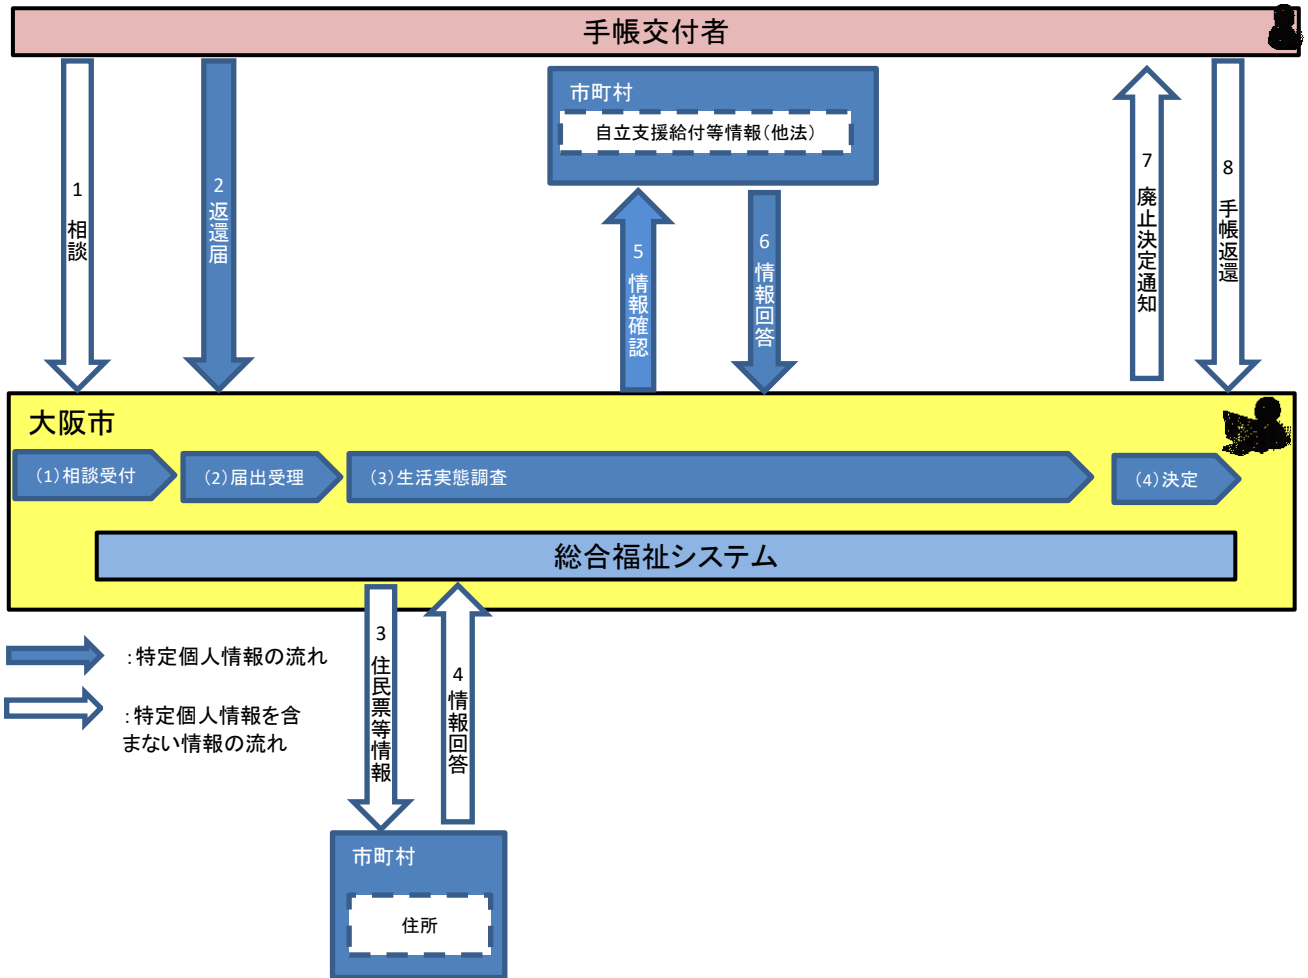 手帳交付者
市町村
自立支援給付等情報（他法）
1 相談
2 返還届
5 情報確認
6 情報回答
7 廃止決定通知
8 手帳返還
大阪市
(1)相談受付
(2)届出受理
(3)生活実態調査
(4)決定
総合福祉システム
3 住民票等情報
4 情報回答
：特定個人情報の流れ
：特定個人情報を含
まない情報の流れ
市町村
住所